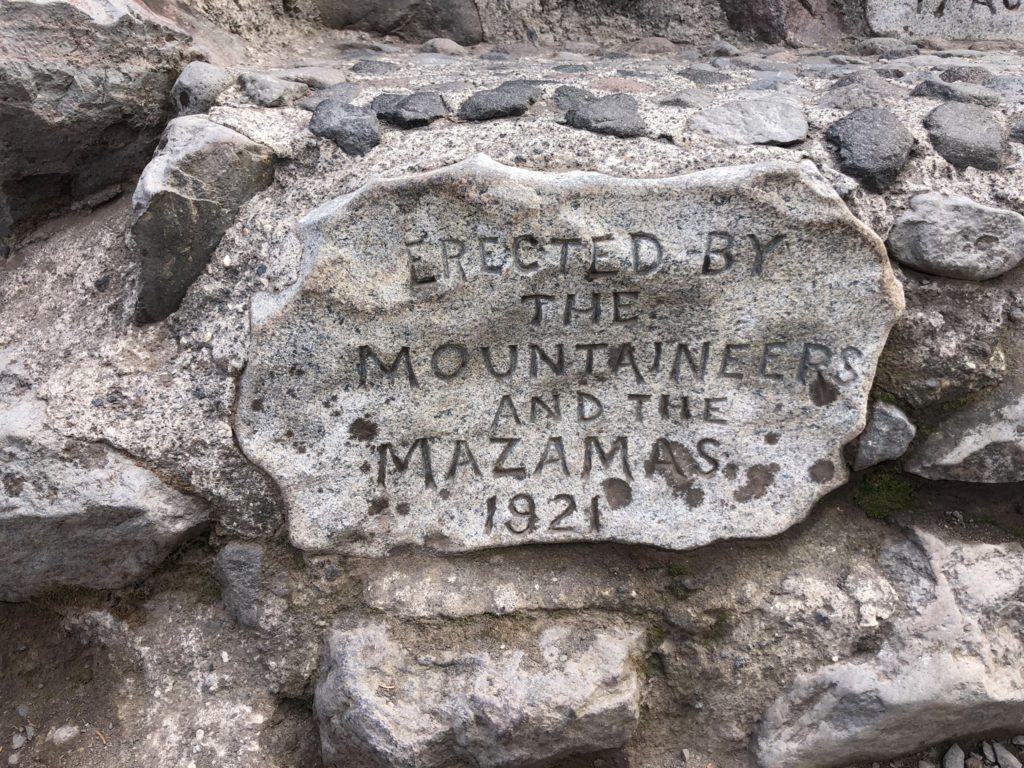 ERECTED BY
THE
MOUNTAINEERS
AND THE
MAZAMAS
1921